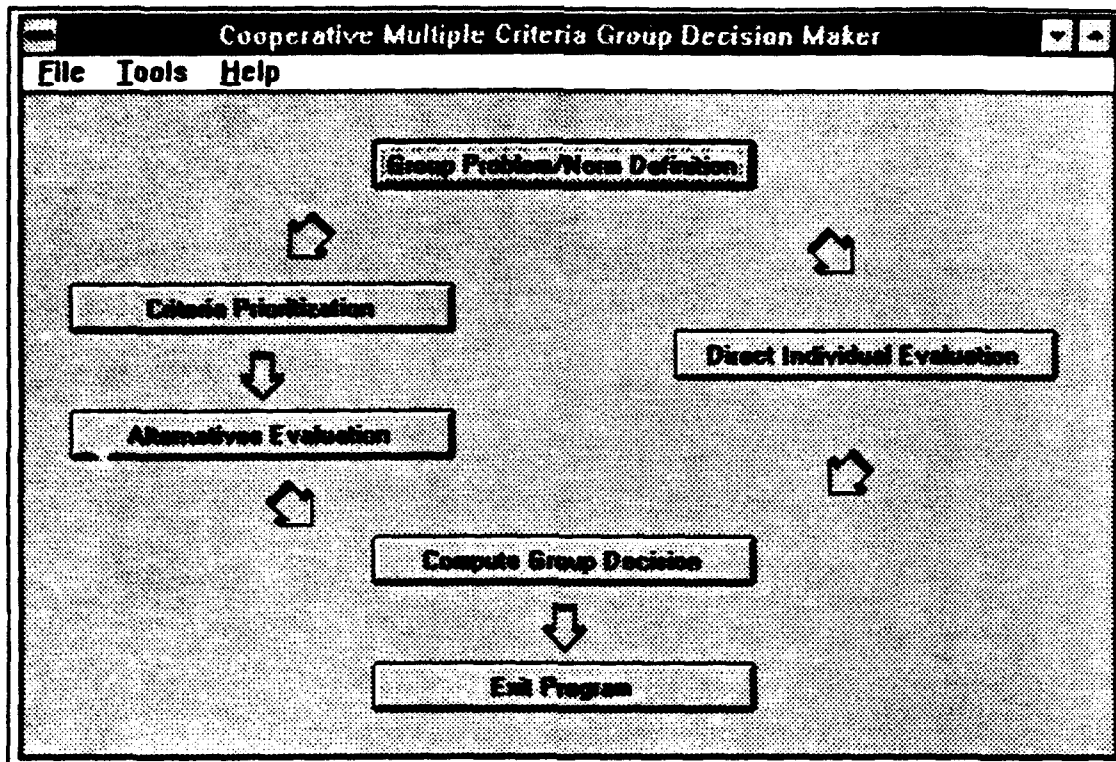 Cooperative Multiple Criteria Group Decision Maker
File Tools Help
Group Problem/Norm Definition
Criteria Prioritization
Direct Individual Evaluation
Alternatives Evaluation
Compute Group Decision
Exit Program